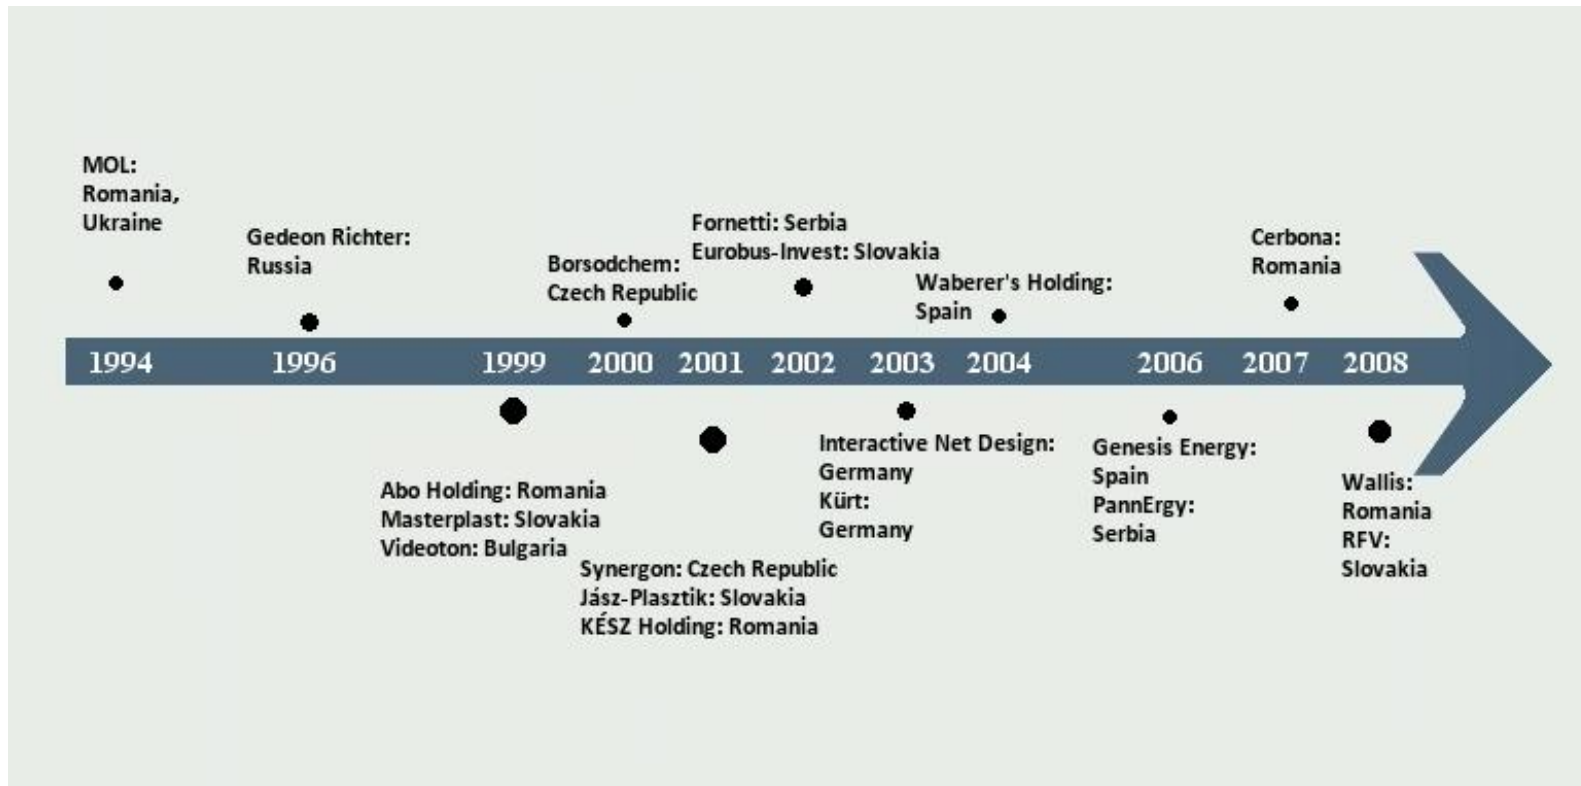 MOL:
Romania,
Ukraine
Gedeon Richter:
Russia
Borsodchem:
Czech Republic
Fornetti: Serbia
Eurobus-Invest: Slovakia
Waberer's Holding:
Spain
Cerbona:
Romania
1994 1996 1999 2000 2001 2002 2003 2004 2006 2007 2008
Abo Holding: Romania
Masterplast: Slovakia
Videoton: Bulgaria
Synergon: Czech Republic
Jász-Plasztik: Slovakia
KÉSZ Holding: Romania
Interactive Net Design:
Germany
Kürt:
Germany
Genesis Energy:
Spain
PannErgy:
Serbia
Wallis:
Romania
RFV:
Slovakia